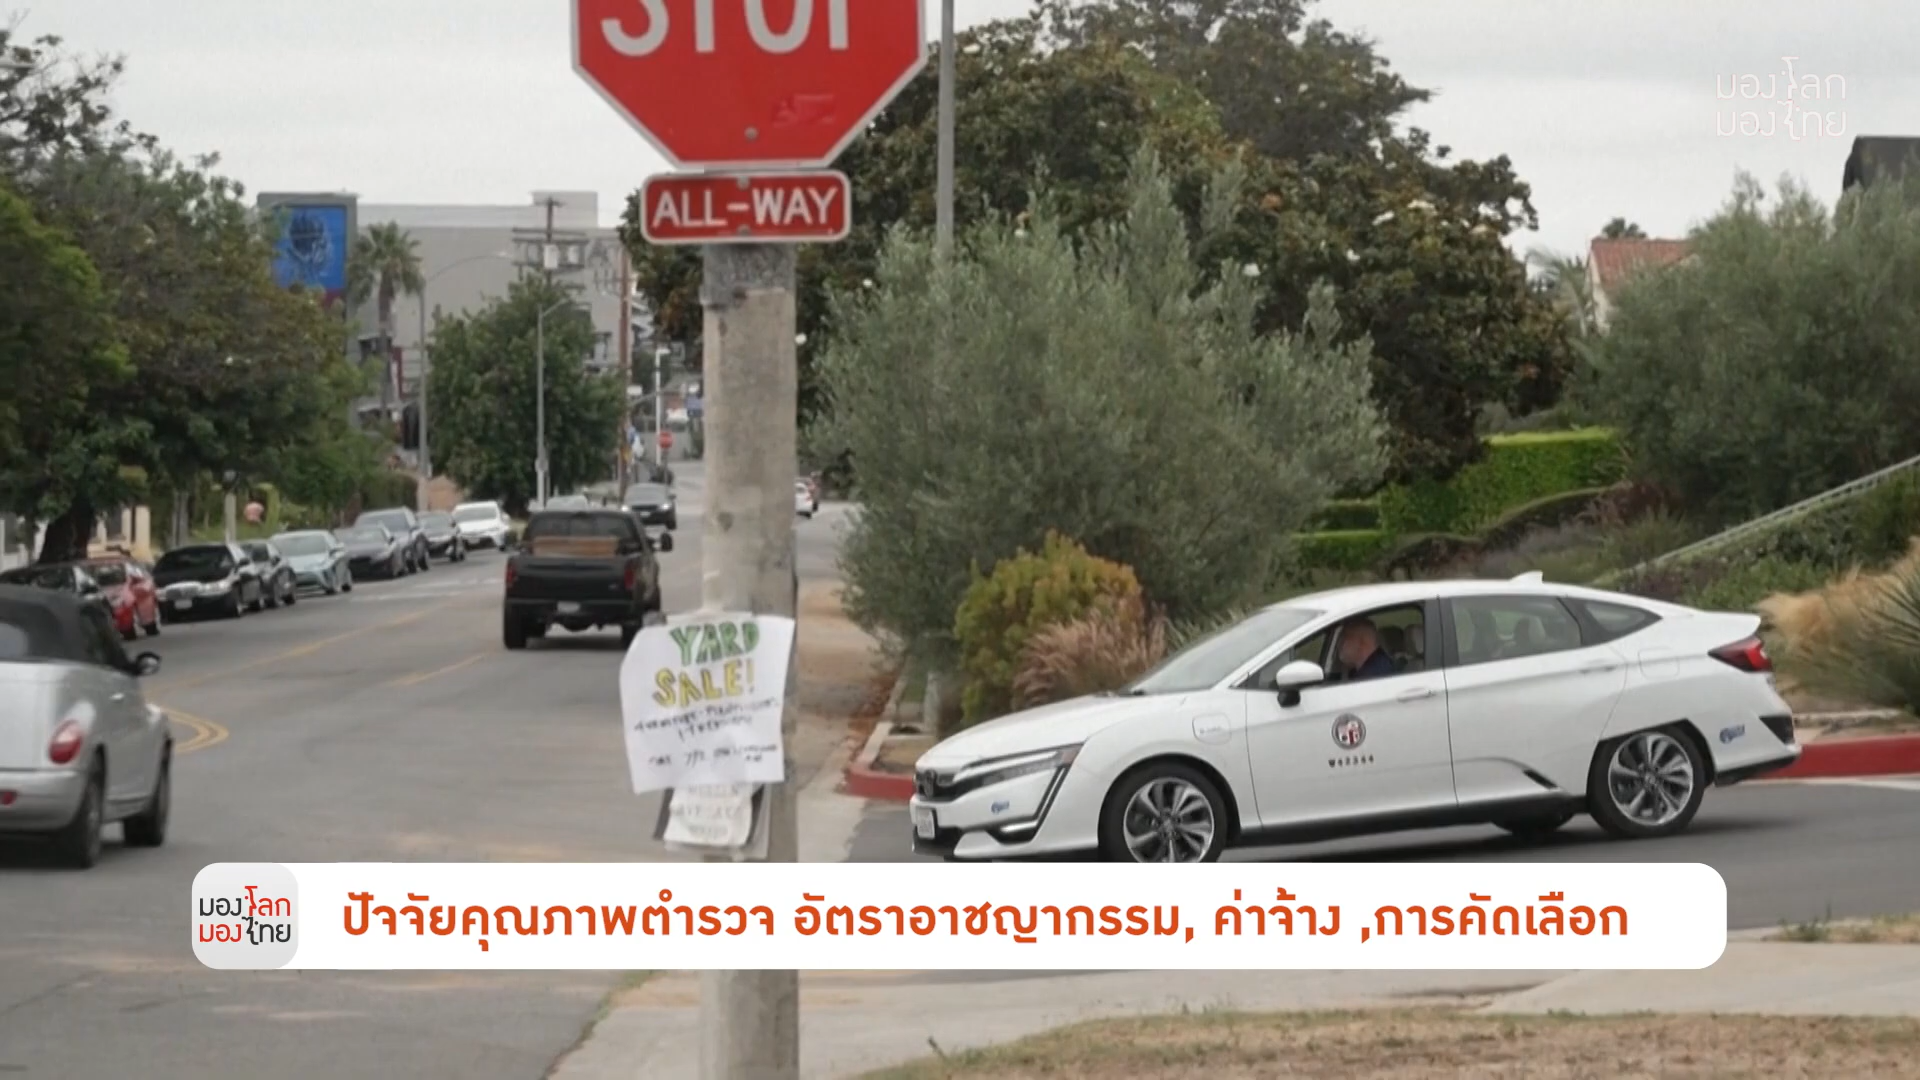 STOP
มองโลก
มองไทย
ALL-WAY
YARD
SALE!
มองโลก
มองไทย
ปัจจัยคุณภาพตำรวจ อัตราอาชญากรรม, ค่าจ้าง ,การคัดเลือก